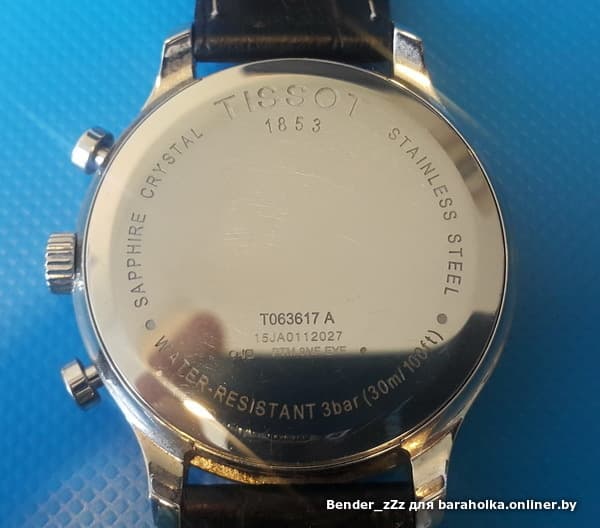 TISSOT
1853
SAPPHIRE CRYSTAL
STAINLESS STEEL
T063617 A
15JA0112027
WATER-RESISTANT 3bar (30m/100ft)
Bender_zZz для baraholka.onliner.by